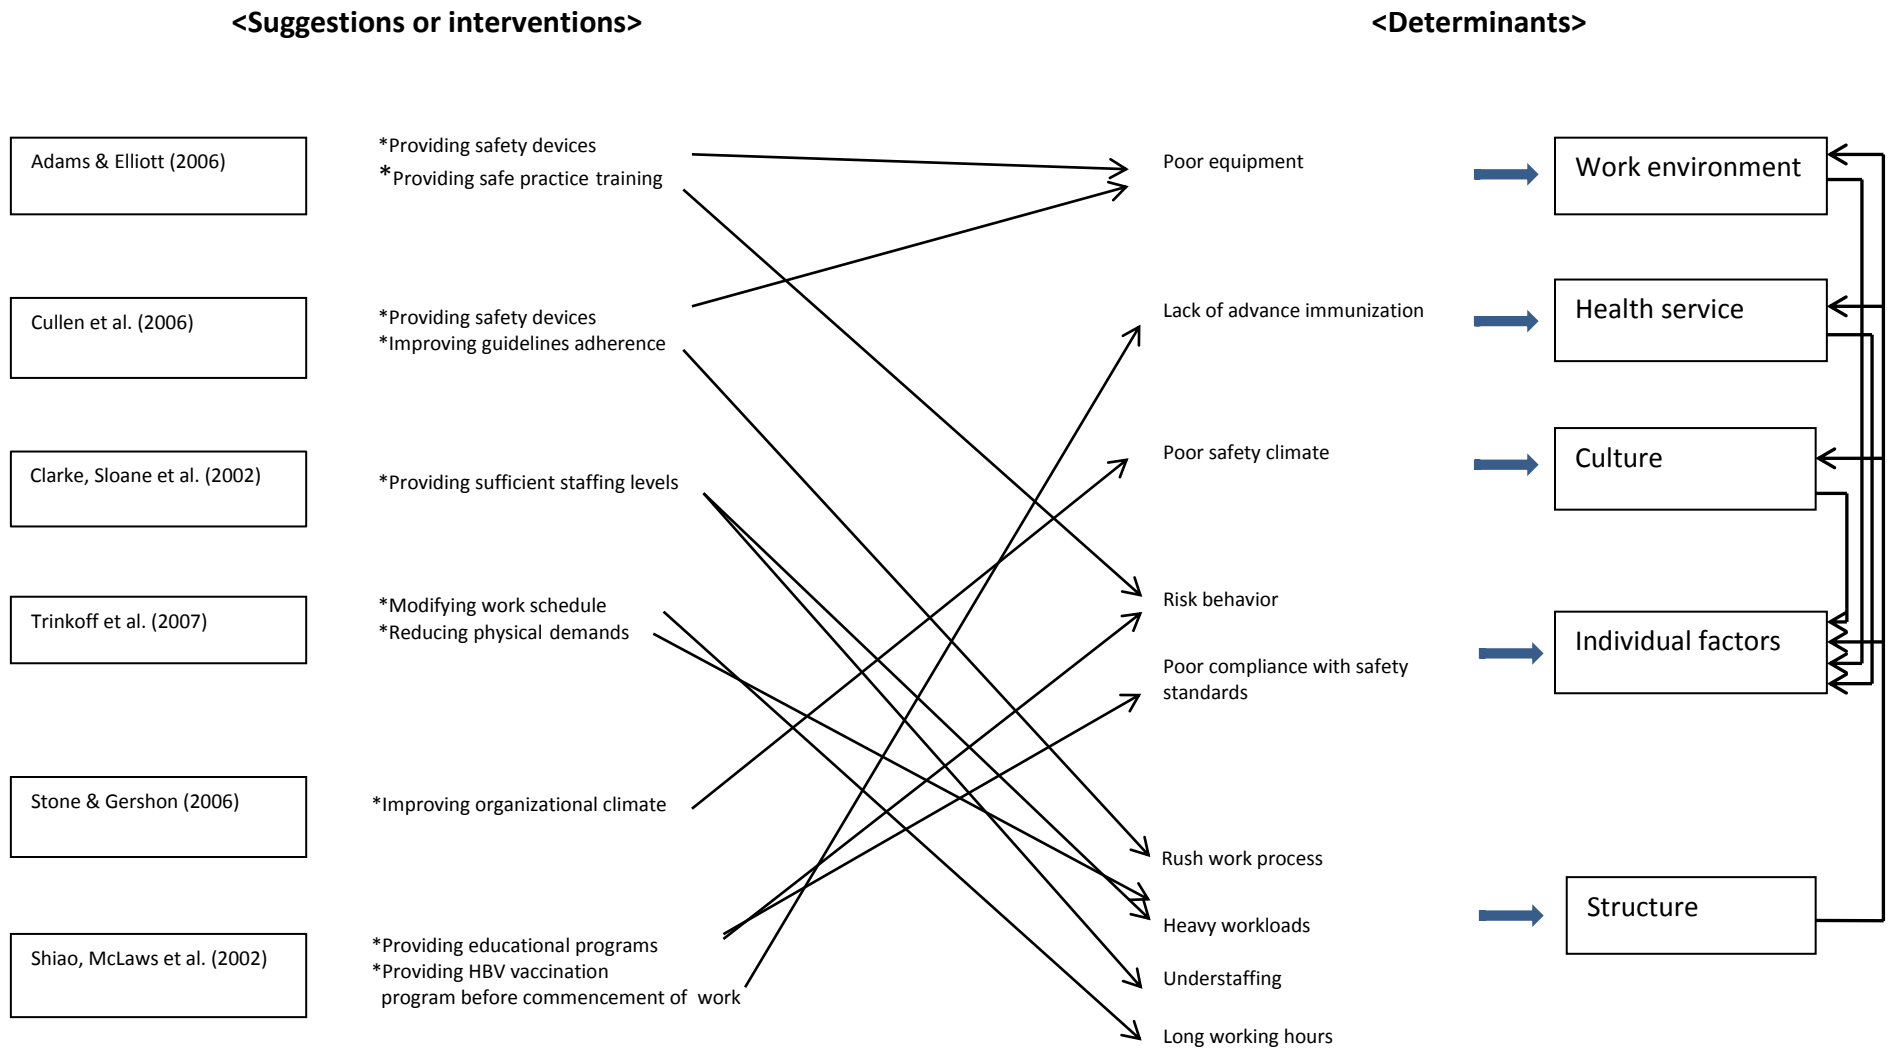 <Suggestions or interventions>
<Determinants>
Adams & Elliott (2006)
*Providing safety devices
*Providing safe practice training
Poor equipment
Work environment
Cullen et al. (2006)
*Providing safety devices
*Improving guidelines adherence
Lack of advance immunization
Health service
Clarke, Sloane et al. (2002)
*Providing sufficient staffing levels
Poor safety climate
Culture
Trinkoff et al. (2007)
*Modifying work schedule
*Reducing physical demands
Risk behavior
Poor compliance with safety
standards
Individual factors
Stone & Gershon (2006)
*Improving organizational climate
Rush work process
Heavy workloads
Understaffing
Long working hours
Structure
Shiao, McLaws et al. (2002)
*Providing educational programs
*Providing HBV vaccination
program before commencement of work